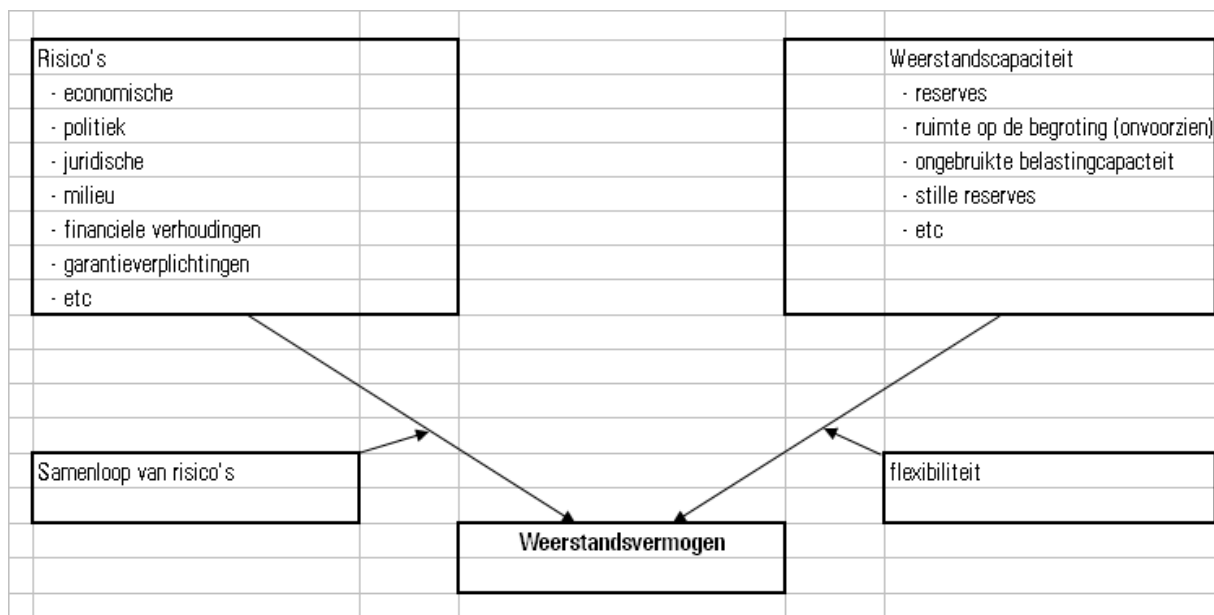 Risico's
- economische
- politiek
- juridische
- milieu
- financiele verhoudingen
- garantieverplichtingen
- etc
Weerstandscapaciteit
- reserves
- ruimte op de begroting (onvoorzien)
- ongebruikte belastingcapacteit
- stille reserves
- etc
Samenloop van risico's
flexibiliteit
Weerstandsvermogen